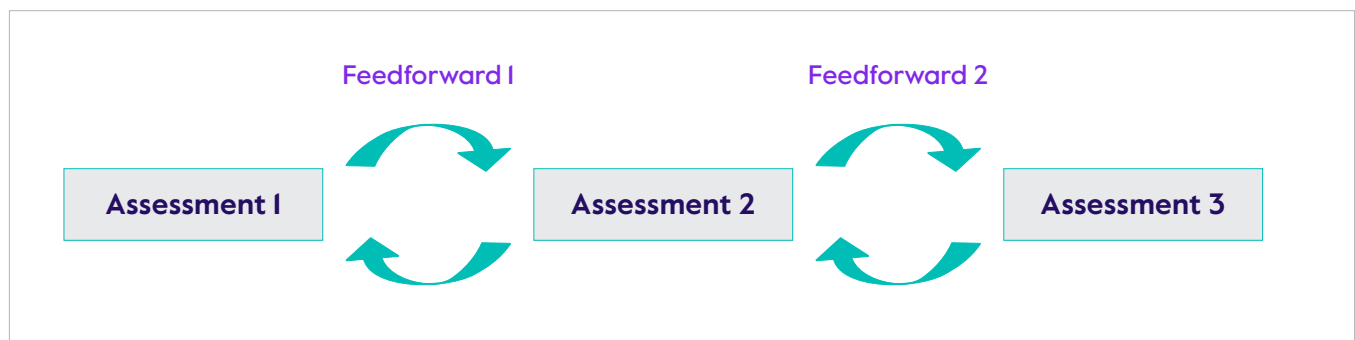 Feedforward 1
Feedforward 2
Assessment 1
Assessment 2
Assessment 3